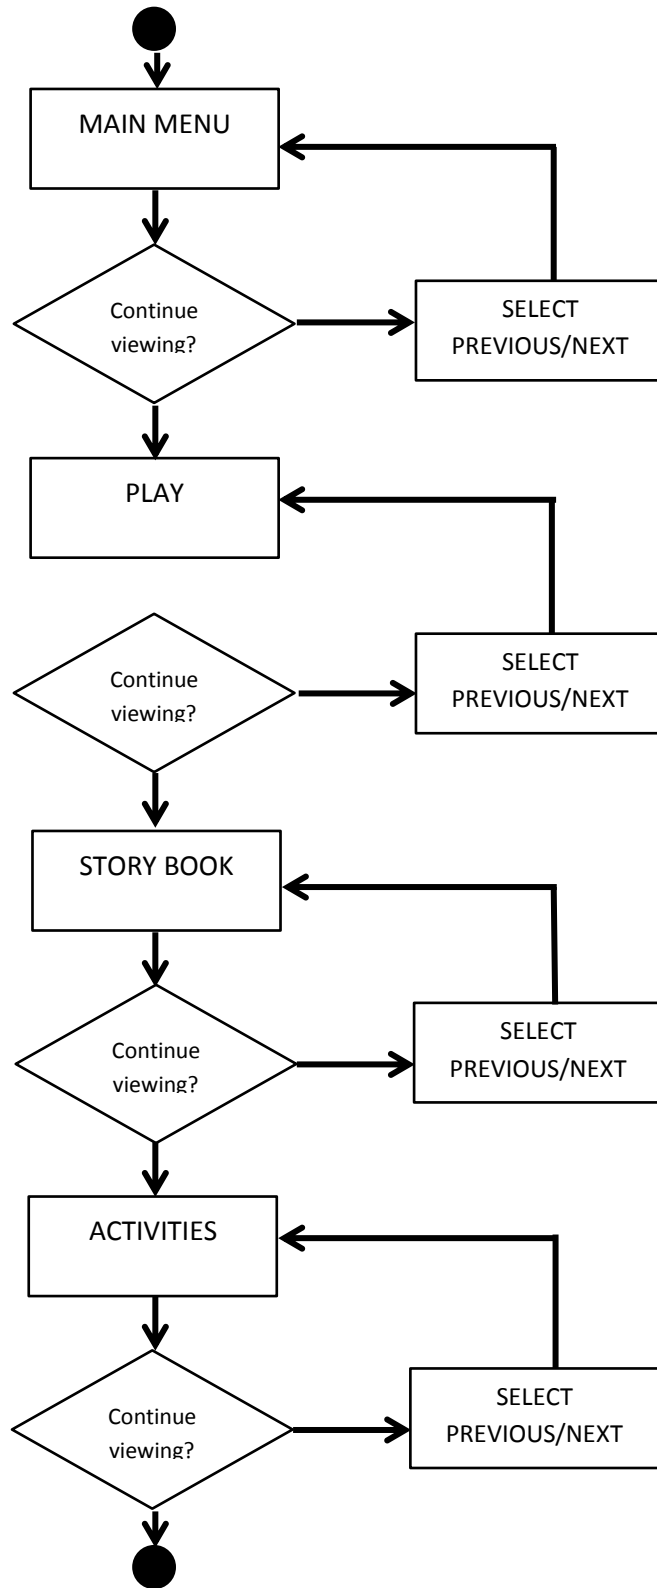 MAIN MENU
Continue
viewing?
SELECT
PREVIOUS/NEXT
PLAY
Continue
viewing?
SELECT
PREVIOUS/NEXT
STORY BOOK
Continue
viewing?
SELECT
PREVIOUS/NEXT
ACTIVITIES
Continue
viewing?
SELECT
PREVIOUS/NEXT